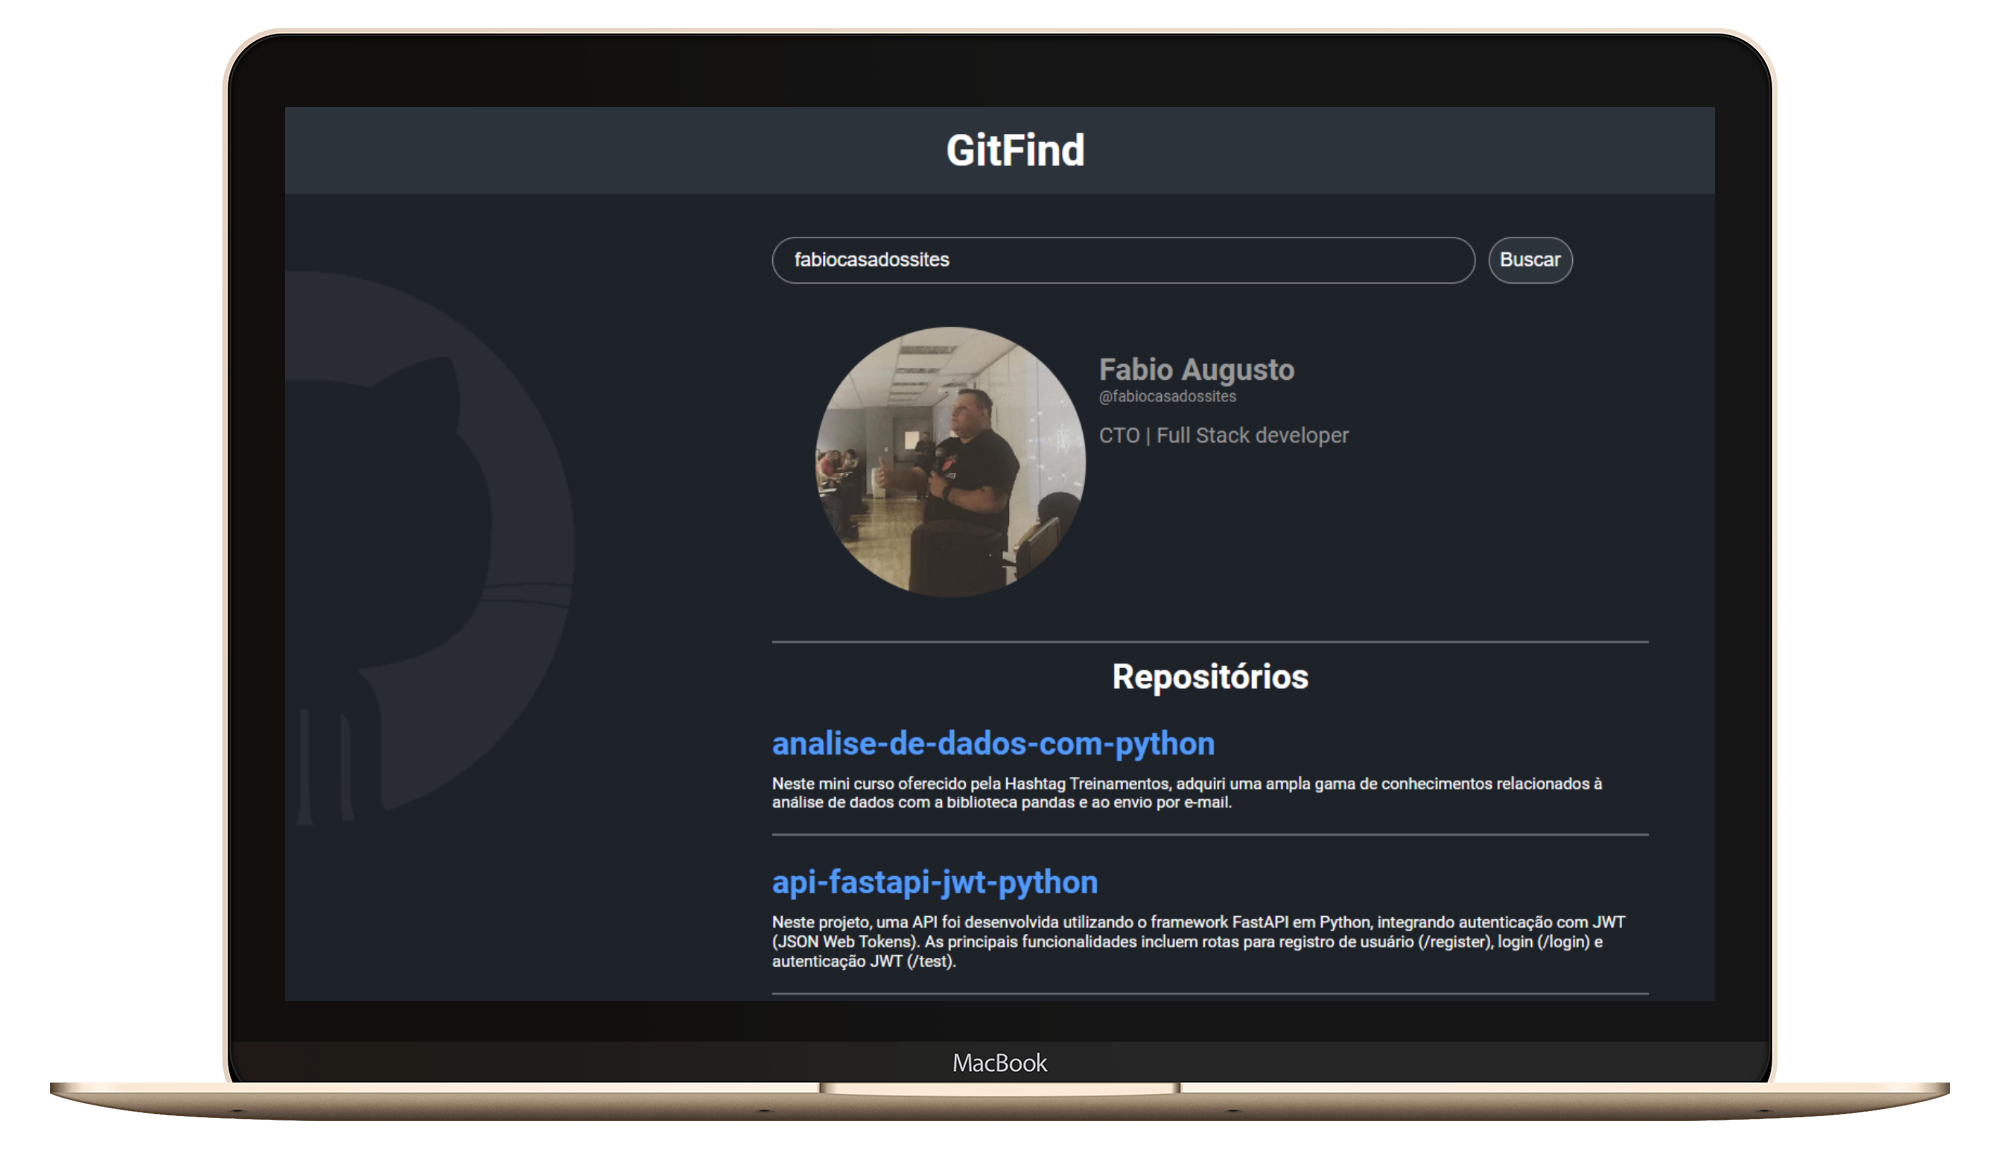 GitFind
fabiocasadossites
Buscar
Fabio Augusto
@fabiocasadossites
CTO | Full Stack developer
Repositórios
analise-de-dados-com-python
Neste mini curso oferecido pela Hashtag Treinamentos, adquiri uma ampla gama de conhecimentos relacionados à
análise de dados com a biblioteca pandas e ao envio por e-mail.
api-fastapi-jwt-python
Neste projeto, uma API foi desenvolvida utilizando o framework FastAPI em Python, integrando autenticação com JWT
(JSON Web Tokens). As principais funcionalidades incluem rotas para registro de usuário (/register), login (/login) e
autenticação JWT (/test).
MacBook